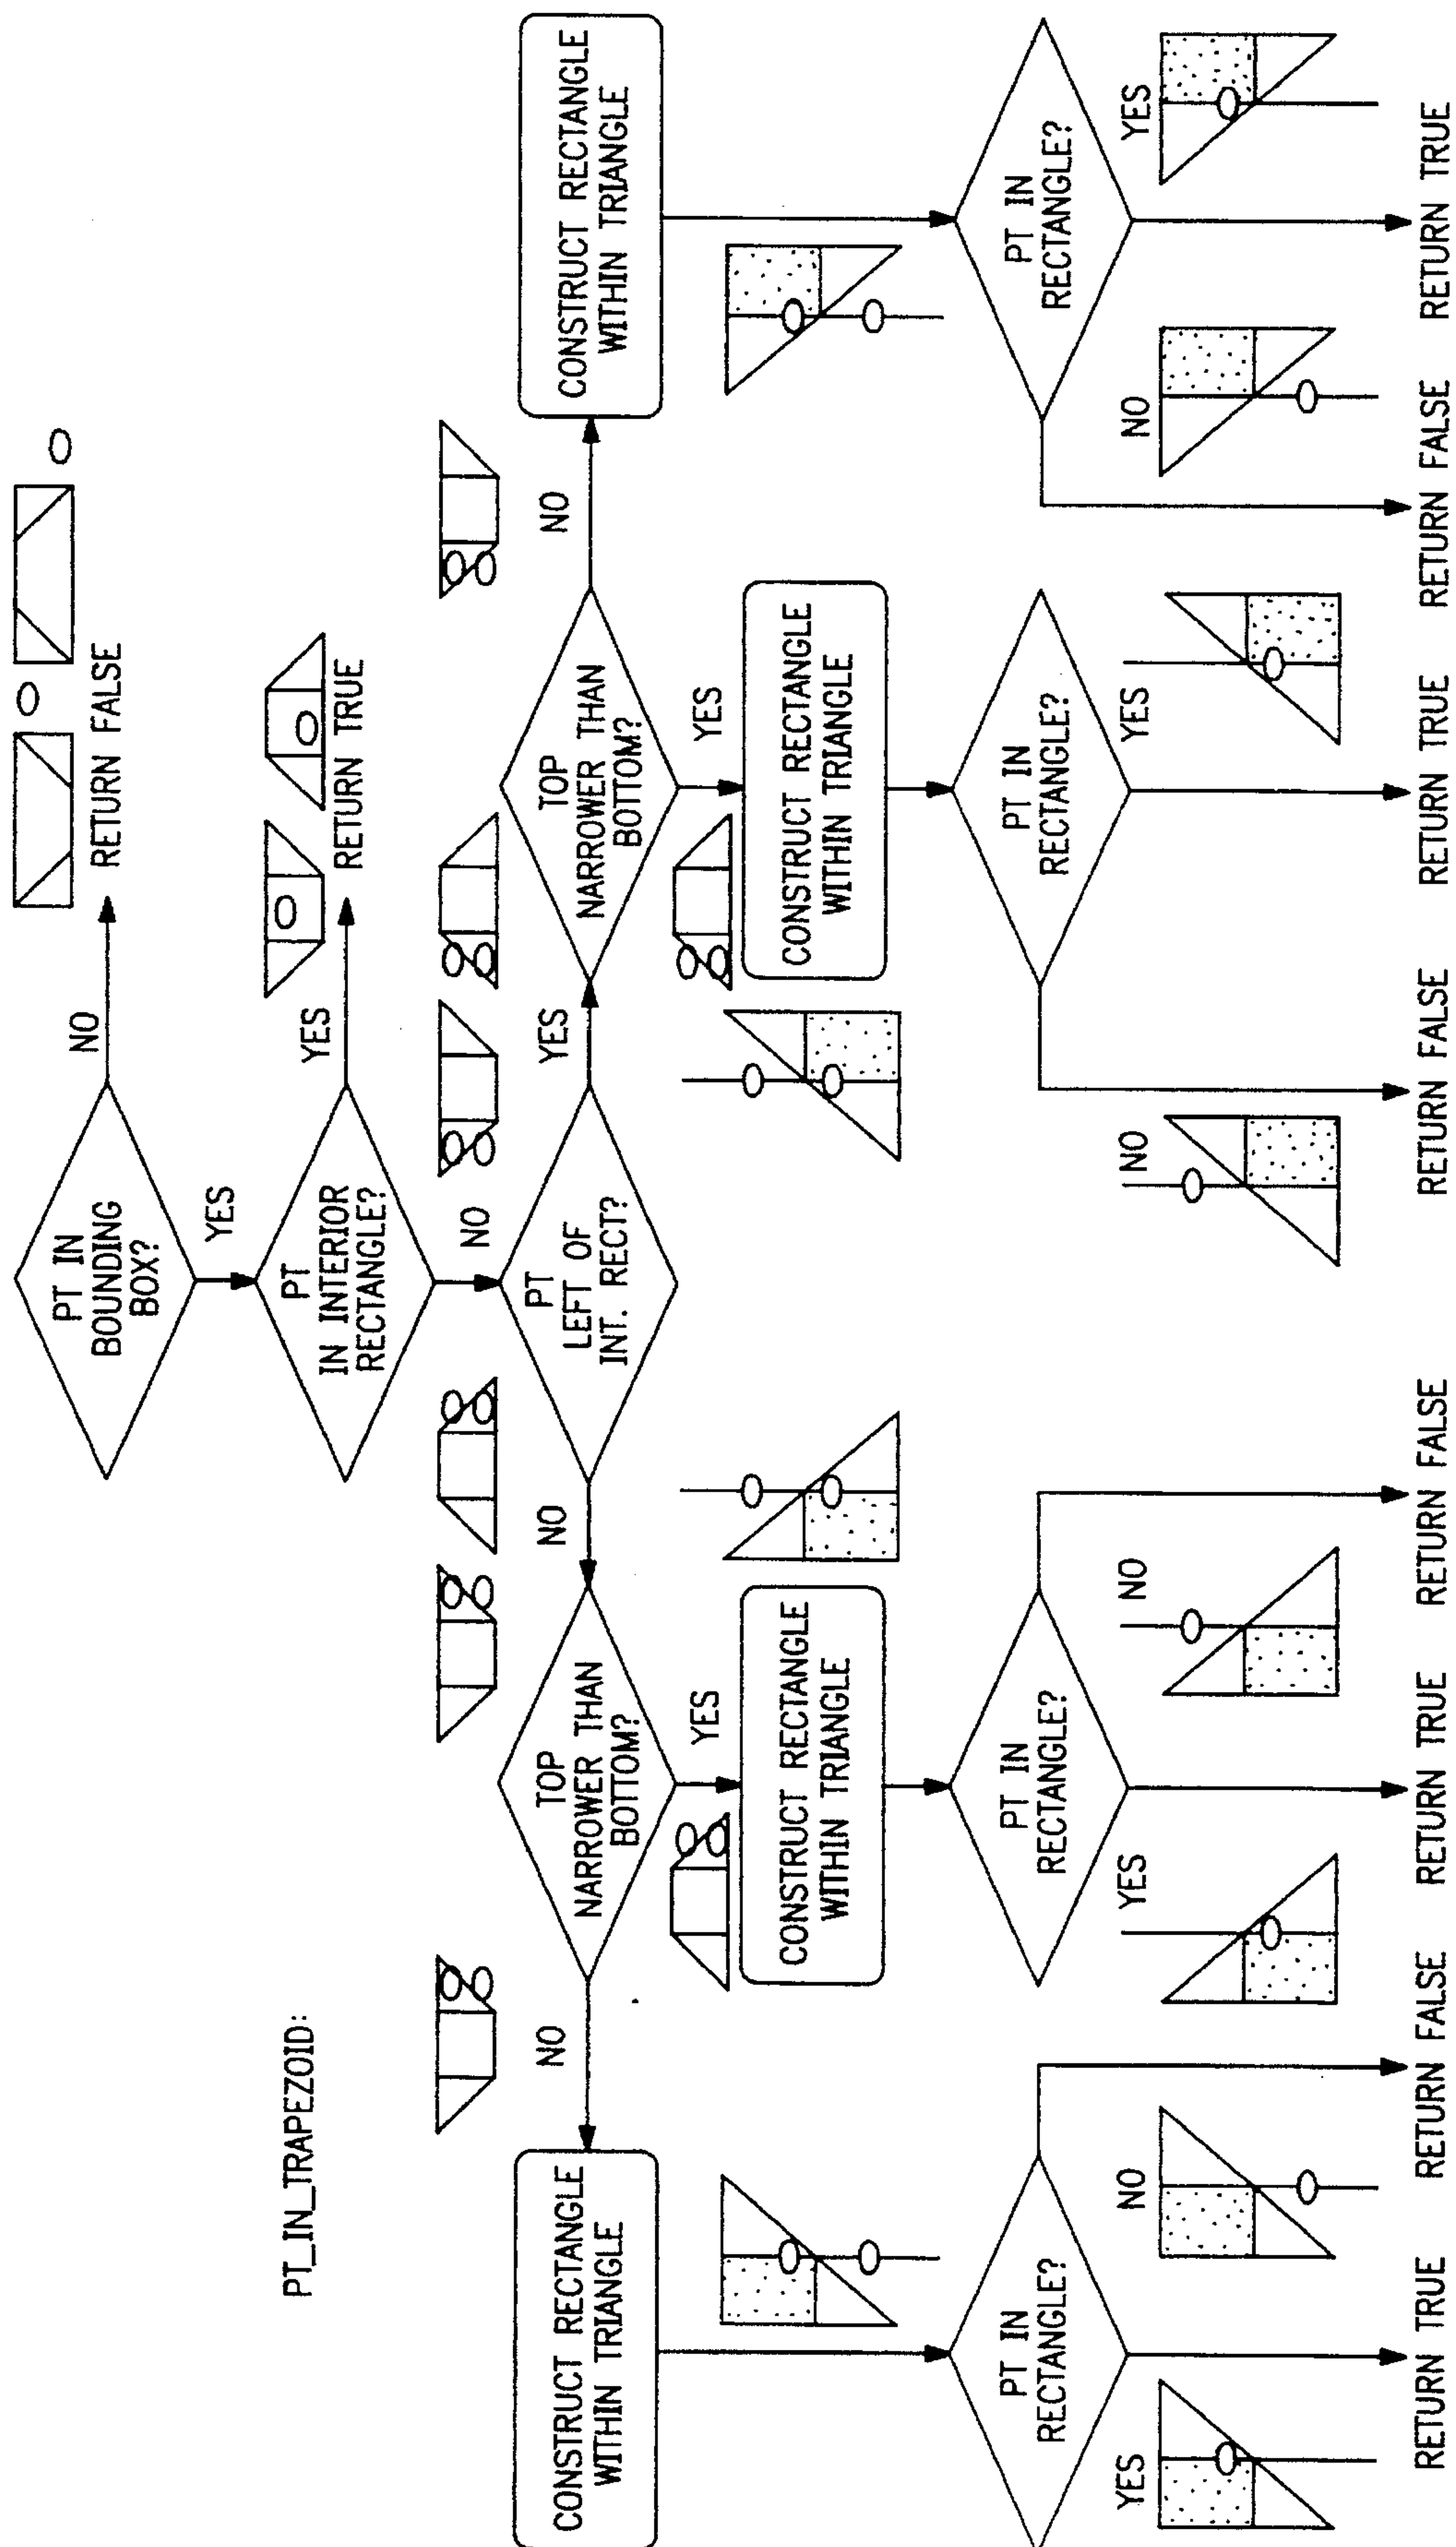 PT_IN_TRAPEZOID:
PT IN
BOUNDING
BOX?
NO
RETURN FALSE
YES
PT
IN INTERIOR
RECTANGLE?
YES
RETURN TRUE
NO
PT
LEFT OF
INT. RECT?
NO
YES
TOP
NARROWER THAN
BOTTOM?
NO
YES
TOP
NARROWER THAN
BOTTOM?
NO
YES
CONSTRUCT RECTANGLE
WITHIN TRIANGLE
CONSTRUCT RECTANGLE
WITHIN TRIANGLE
CONSTRUCT RECTANGLE
WITHIN TRIANGLE
CONSTRUCT RECTANGLE
WITHIN TRIANGLE
PT IN
RECTANGLE?
YES
NO
PT IN
RECTANGLE?
YES
NO
PT IN
RECTANGLE?
NO
YES
PT IN
RECTANGLE?
NO
YES
RETURN TRUE
RETURN FALSE
RETURN TRUE
RETURN FALSE
RETURN FALSE
RETURN TRUE
RETURN FALSE
RETURN TRUE